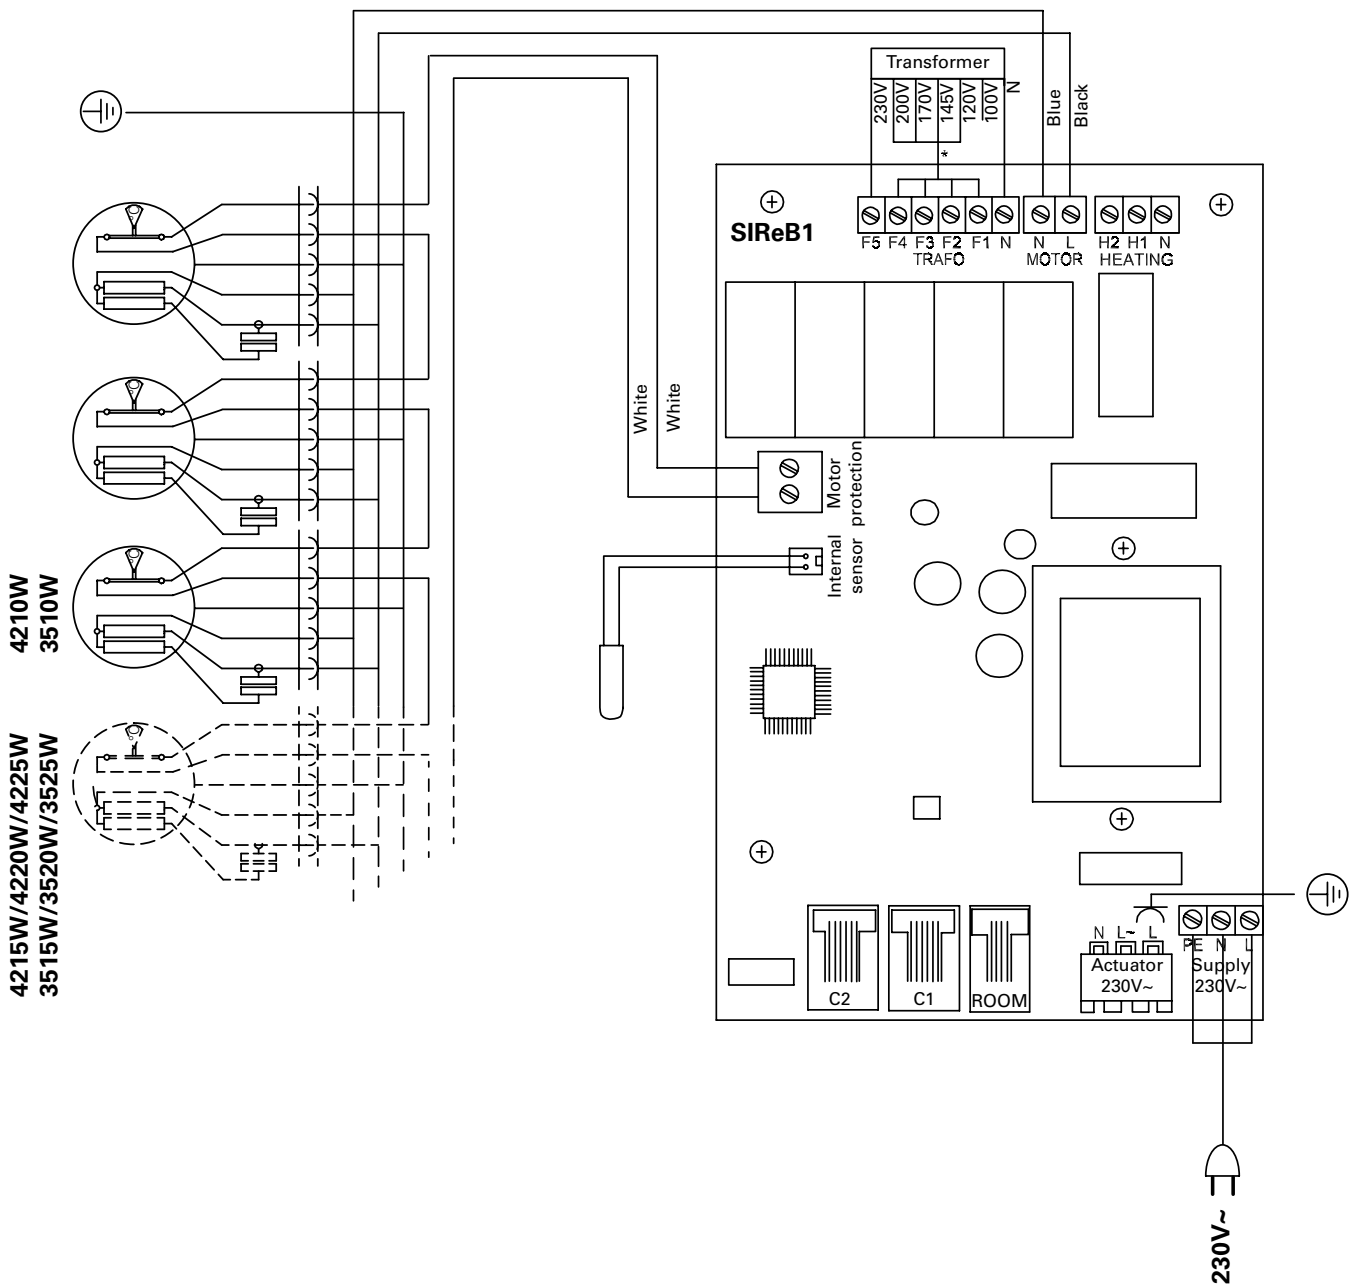 Transformer
230V
200V
170V
145V
120V
100V
N
*
Blue
Black
SIReB1
F5 F4 F3 F2 F1 N
TRAFO
N L
MOTOR
H2 H1 N
HEATING
White
White
Motor
protection
Internal
sensor
4210W
3510W
4215W/4220W/4225W
3515W/3520W/3525W
N L~ L
Actuator
230V~
PE N L
Supply
230V~
C2
C1
ROOM
230V~